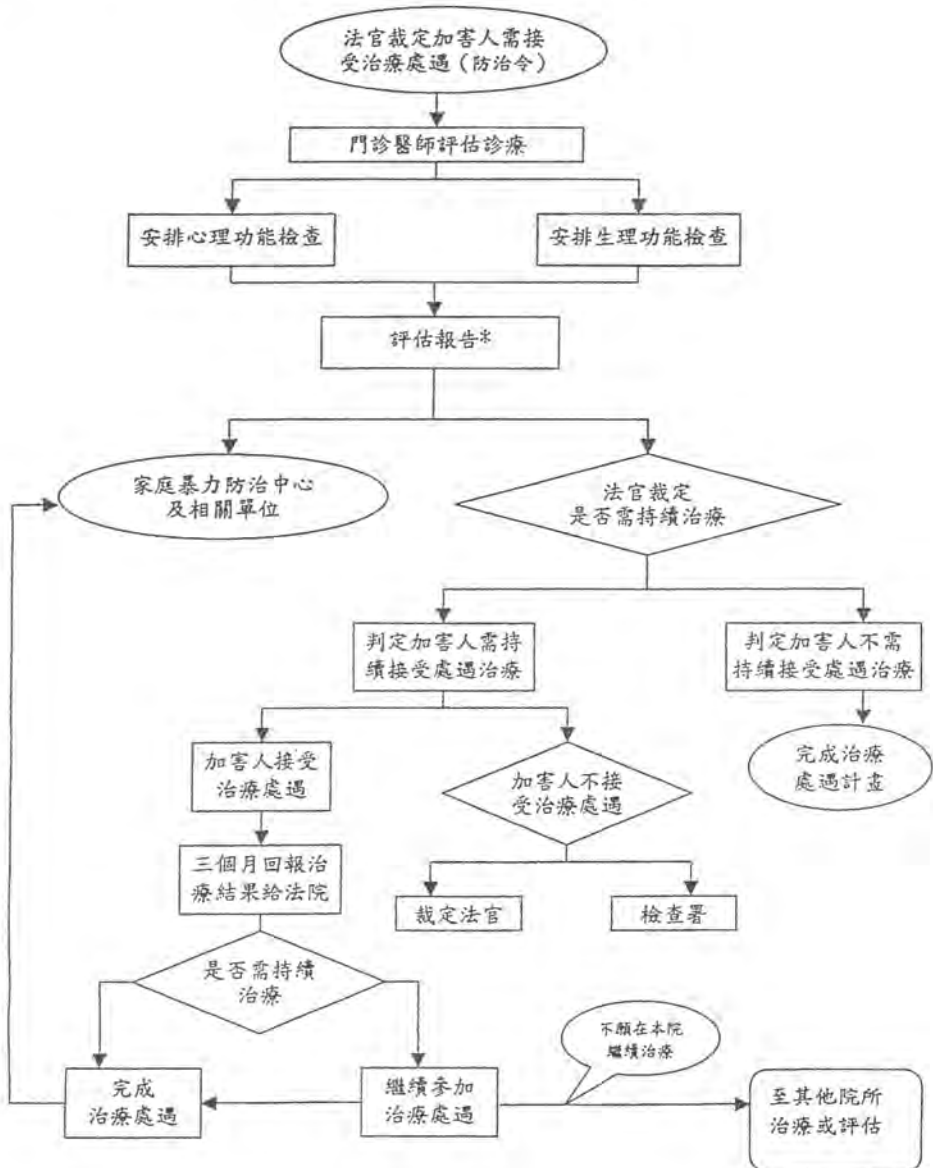 法官裁定加害人需接
受治療處遇(防治令)
門診醫師評估診療
安排心理功能檢查
安排生理功能檢查
評估報告*
家庭暴力防治中心
及相關單位
法官裁定
是否需持續治療
判定加害人需持
續接受處遇治療
判定加害人不需
持續接受處遇治療
加害人接受
治療處遇
加害人不接
受治療處遇
完成治療
處遇計畫
三個月回報治
療結果給法院
裁定法官
檢查署
是否需持續
治療
不願在本院
繼續治療
完成
治療處遇
繼續參加
治療處遇
至其他院所
治療或評估